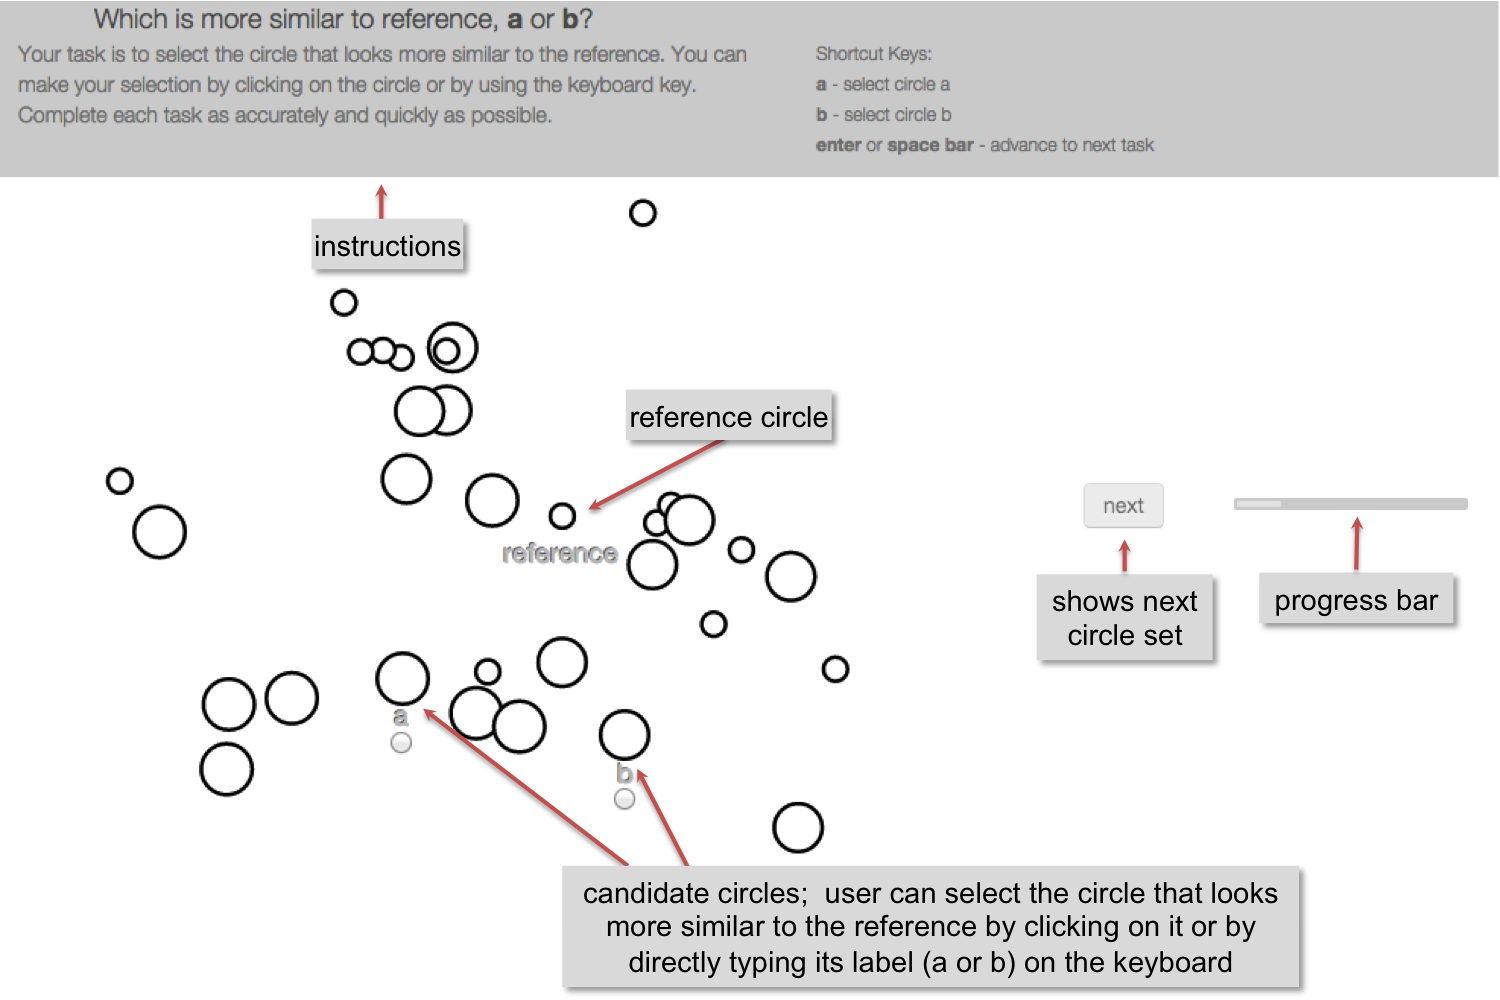 Which is more similar to reference, a or b?
Your task is to select the circle that looks more similar to the reference. You can
make your selection by clicking on the circle or by using the keyboard key.
Complete each task as accurately and quickly as possible.
Shortcut Keys:
a - select circle a
b - select circle b
enter or space bar - advance to next task
instructions
reference circle
reference
next
shows next
circle set
progress bar
a
b
candidate circles;  user can select the circle that looks
more similar to the reference by clicking on it or by
directly typing its label (a or b) on the keyboard